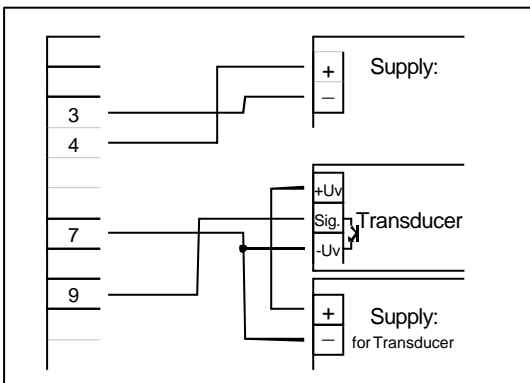 + Supply:
−
3
4
+Uv
Sig. Transducer
7
-Uv
9
+ Supply:
− for Transducer